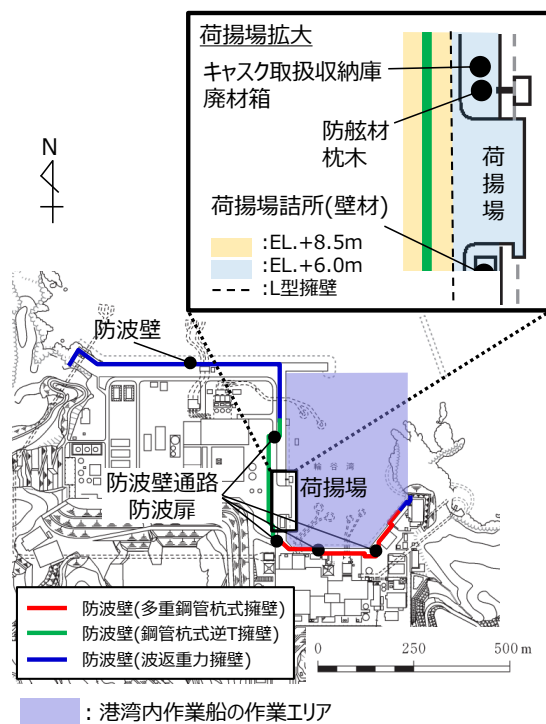 荷揚場拡大
キャスク取扱収納庫
廃材箱
防舷材
枕木
荷揚場
荷揚場詰所(壁材)
:EL.+8.5m
:EL.+6.0m
:L型擁壁
N
防波壁
輪谷湾
防波壁通路
防波扉
荷揚場
防波壁(多重鋼管杭式擁壁)
防波壁(鋼管杭式逆T擁壁)
防波壁(波返重力擁壁)
0 250 500 m
:港湾内作業船の作業エリア